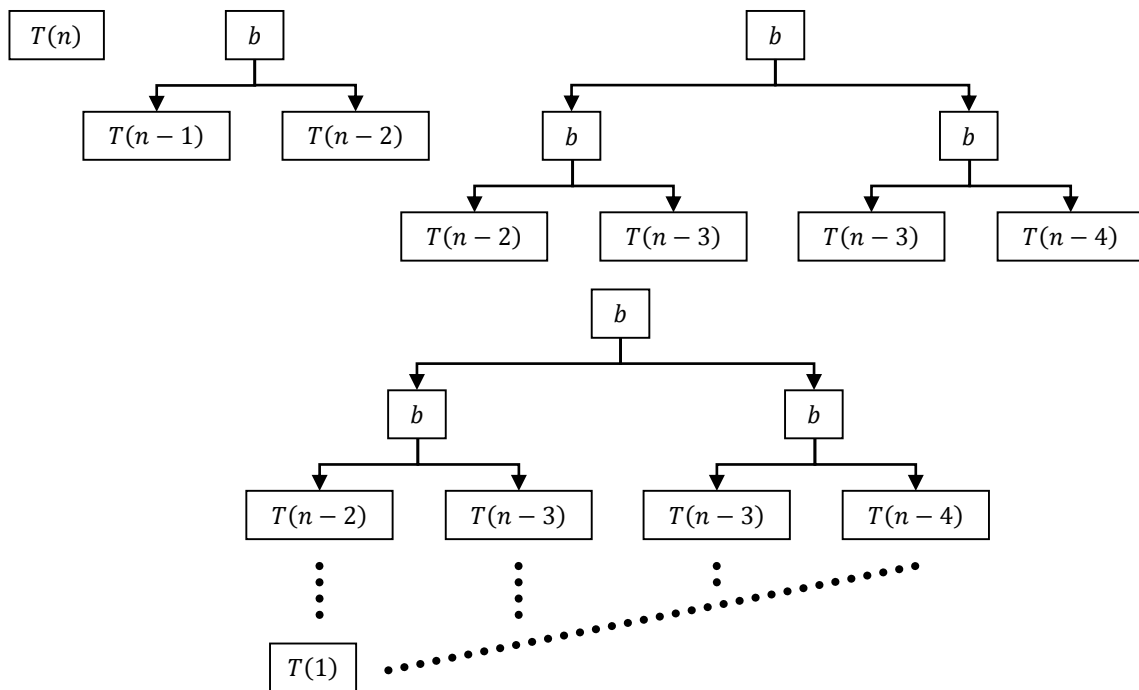 T(n) b b
T(n − 1) T(n − 2) b b
T(n − 2) T(n − 3) T(n − 3) T(n − 4)
b
b b
T(n − 2) T(n − 3) T(n − 3) T(n − 4)
T(1)